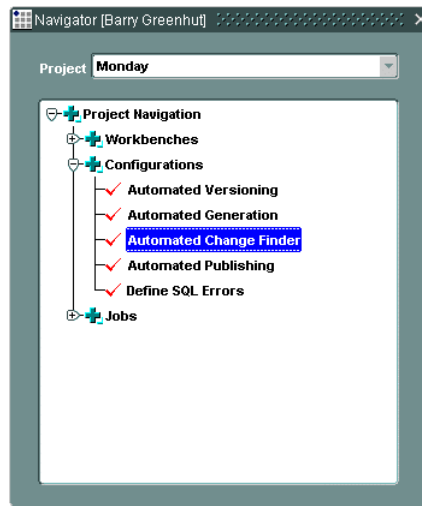 Navigator [Barry Greenhut]
Project Monday
Project Navigation
Workbenches
Configurations
Automated Versioning
Automated Generation
Automated Change Finder
Automated Publishing
Define SQL Errors
Jobs